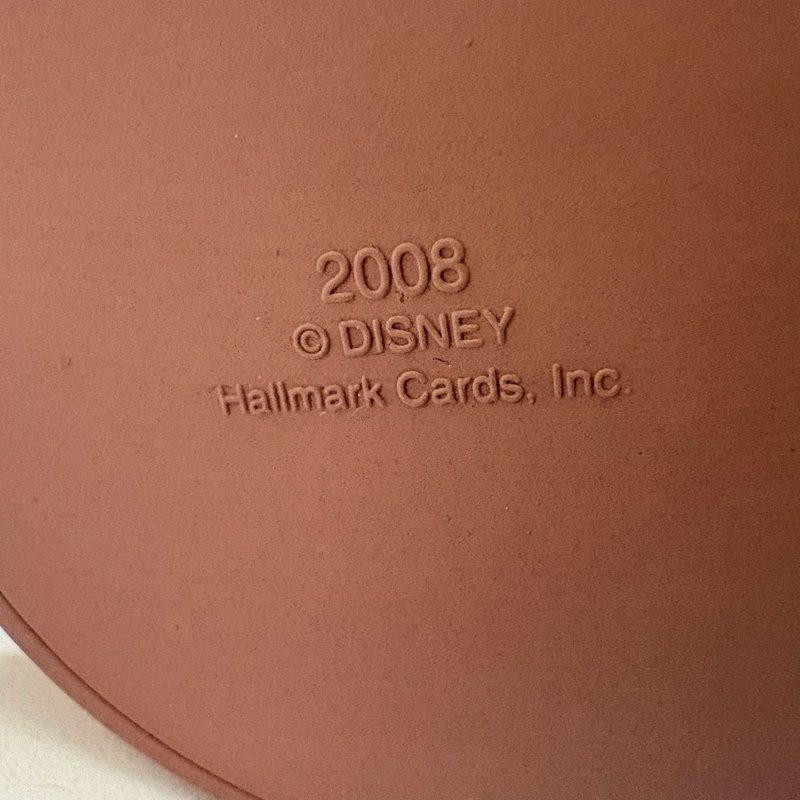 2008
© DISNEY
Hallmark Cards, Inc.